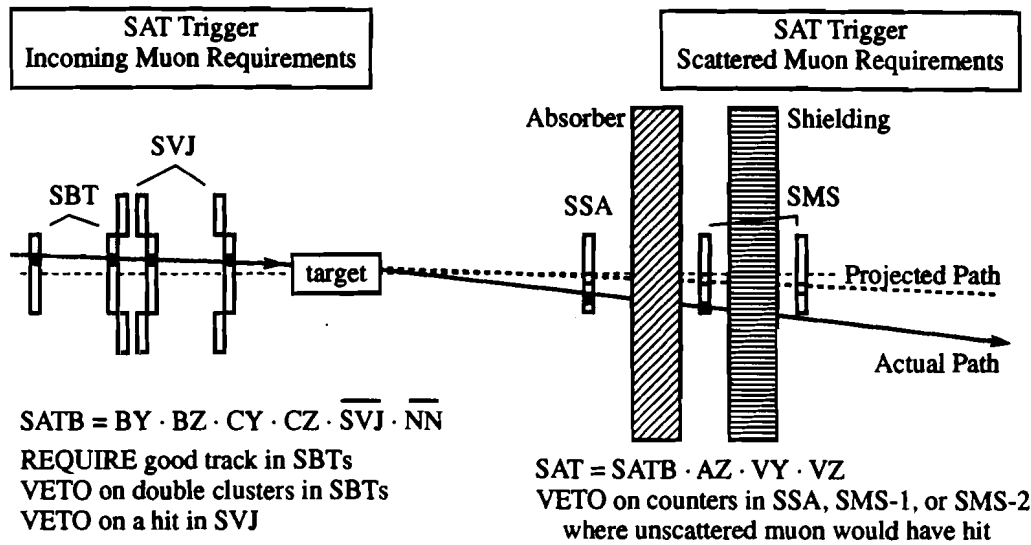 SAT Trigger
Incoming Muon Requirements
SAT Trigger
Scattered Muon Requirements
Absorber
Shielding
SVJ
SBT
SSA
SMS
target
Projected Path
Actual Path
SATB = BY · BZ · CY · CZ · S̅V̅J̅ · N̅N̅
REQUIRE good track in SBTs
VETO on double clusters in SBTs
VETO on a hit in SVJ
SAT = SATB · AZ · VY · VZ
VETO on counters in SSA, SMS-1, or SMS-2
where unscattered muon would have hit